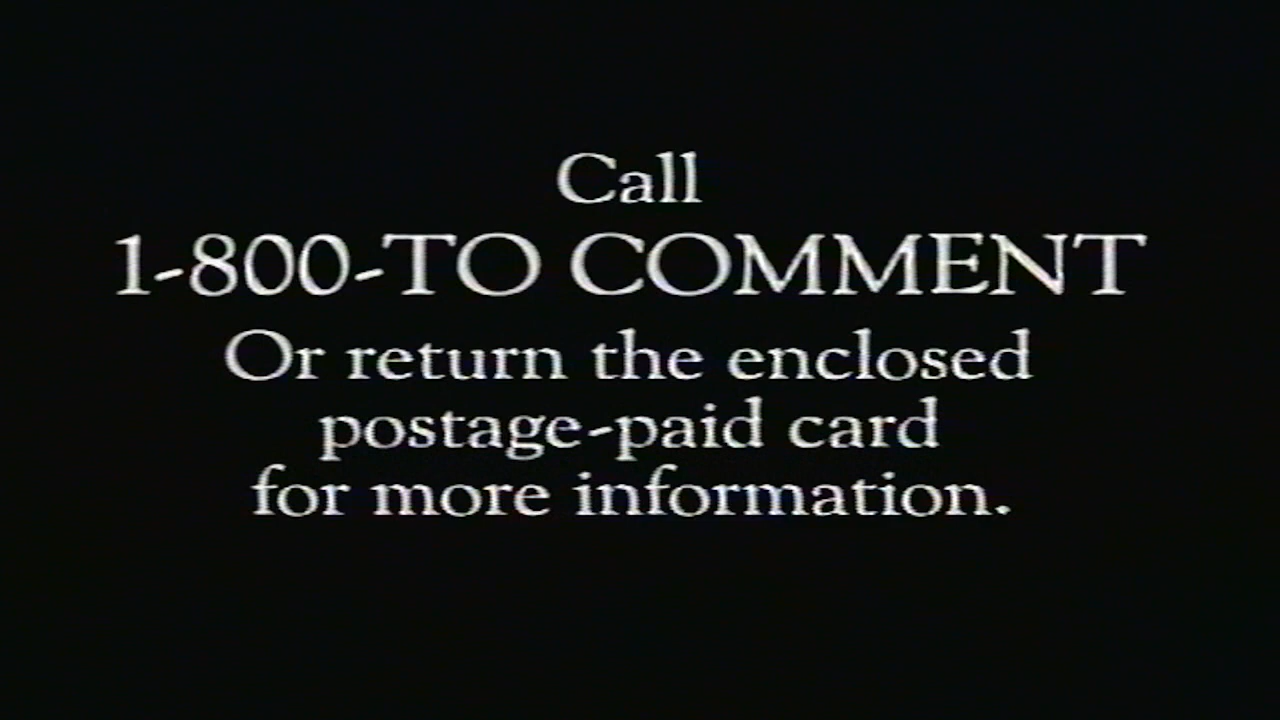 Call
1-800-TO COMMENT
Or return the enclosed
postage-paid card
for more information.